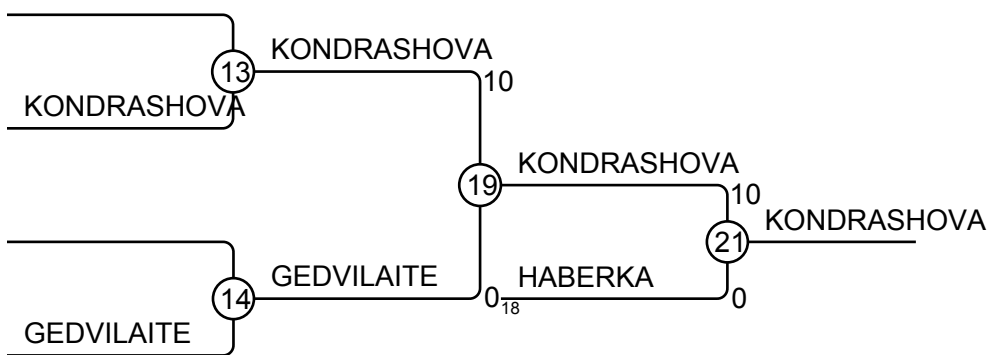 KONDRASHOVA
13
10
KONDRASHOVA
KONDRASHOVA
19
10
KONDRASHOVA
21
GEDVILAITE
HABERKA
14
0
18
0
GEDVILAITE